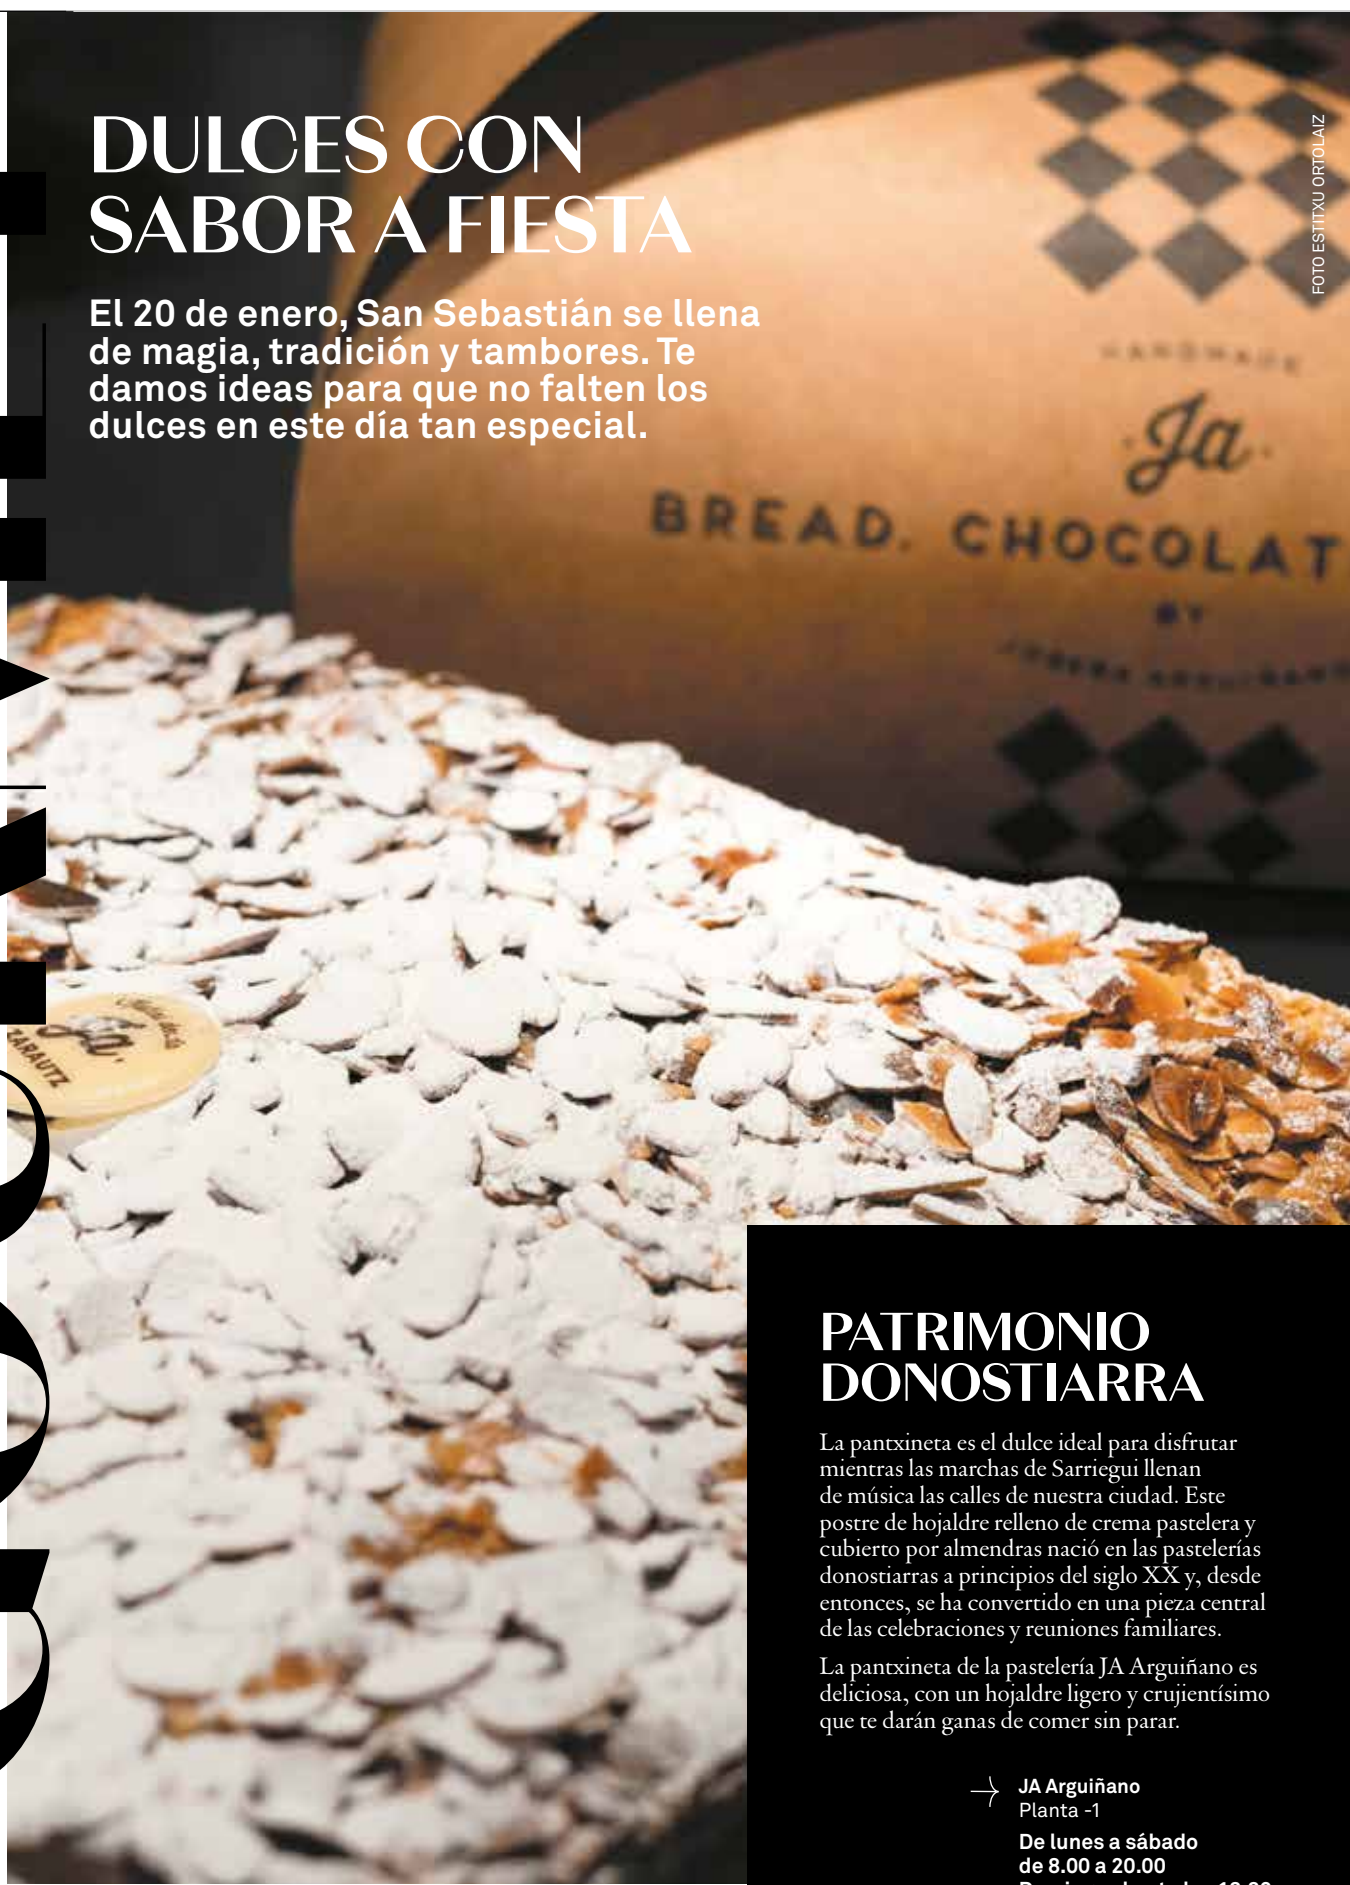 DULCES CON
SABOR A FIESTA
El 20 de enero, San Sebastián se llena
de magia, tradición y tambores. Te
damos ideas para que no falten los
dulces en este día tan especial.
FOTO ESTITXU ORTOLAIZ
HANDMADE
Ja
BREAD. CHOCOLAT
BY
JOSEBA ARGUIÑANO
Ja
ZARAUTZ
PATRIMONIO
DONOSTIARRA
La pantxineta es el dulce ideal para disfrutar
mientras las marchas de Sarriegui llenan
de música las calles de nuestra ciudad. Este
postre de hojaldre relleno de crema pastelera y
cubierto por almendras nació en las pastelerías
donostiarras a principios del siglo XX y, desde
entonces, se ha convertido en una pieza central
de las celebraciones y reuniones familiares.
La pantxineta de la pastelería JA Arguiñano es
deliciosa, con un hojaldre ligero y crujientísimo
que te darán ganas de comer sin parar.
JA Arguiñano
Planta -1
De lunes a sábado
de 8.00 a 20.00